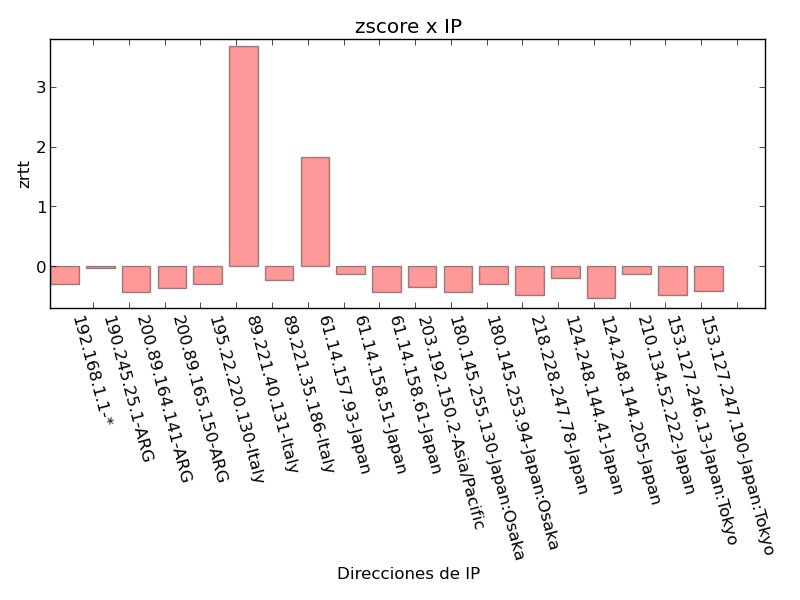 zscore x IP
zrtt
3
2
1
0
192.168.1.1-*
190.245.25.1-ARG
200.89.164.141-ARG
200.89.165.150-ARG
195.22.220.130-Italy
89.221.40.131-Italy
89.221.35.186-Italy
61.14.157.93-Japan
61.14.158.51-Japan
61.14.158.61-Japan
203.192.150.2-Asia/Pacific
180.145.255.130-Japan:Osaka
180.145.253.94-Japan:Osaka
218.228.247.78-Japan
124.248.144.41-Japan
124.248.144.205-Japan
210.134.52.222-Japan
153.127.246.13-Japan:Tokyo
153.127.247.190-Japan:Tokyo
Direcciones de IP